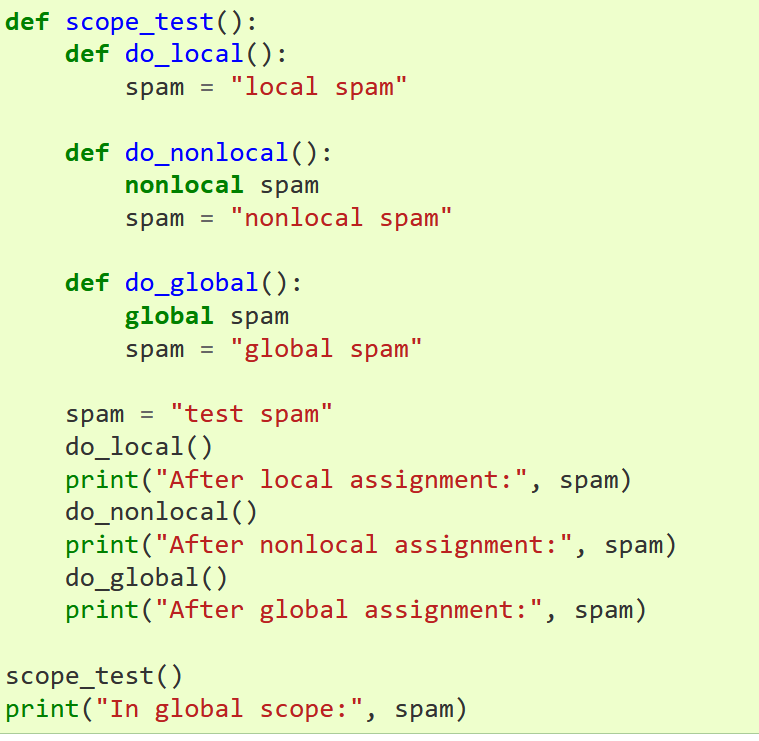 def scope_test():
    def do_local():
        spam = "local spam"

    def do_nonlocal():
        nonlocal spam
        spam = "nonlocal spam"

    def do_global():
        global spam
        spam = "global spam"

    spam = "test spam"
    do_local()
    print("After local assignment:", spam)
    do_nonlocal()
    print("After nonlocal assignment:", spam)
    do_global()
    print("After global assignment:", spam)

scope_test()
print("In global scope:", spam)